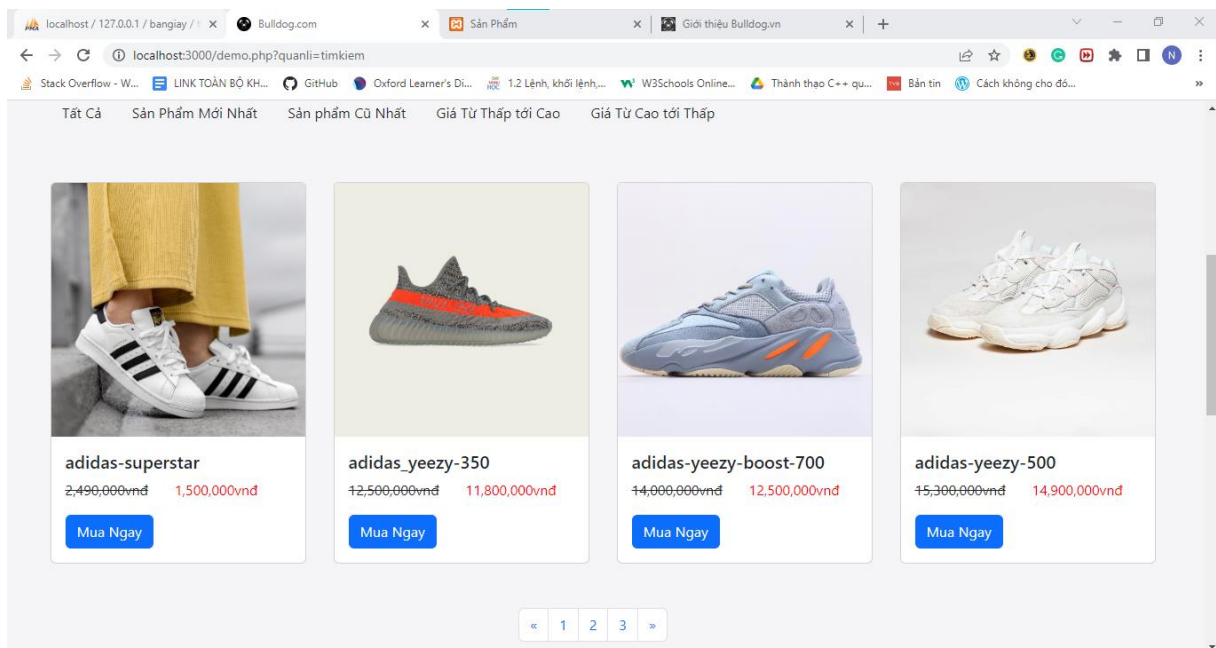 localhost / 127.0.0.1 / bangiay / t
Bulldog.com
Sản Phẩm
Giới thiệu Bulldog.vn
localhost:3000/demo.php?quanli=timkiem
Stack Overflow - W...
LINK TOÀN BỘ KH...
GitHub
Oxford Learner's Di...
1.2 Lệnh, khối lệnh,...
W3Schools Online...
Thành thạo C++ qu...
Bản tin
Cách không cho đó...
»
Tất Cả Sản Phẩm Mới Nhất Sản phẩm Cũ Nhất Giá Từ Thấp tới Cao Giá Từ Cao tới Thấp
adidas-superstar
2,490,000vnđ 1,500,000vnđ
Mua Ngay
adidas_yeezy-350
12,500,000vnđ 11,800,000vnđ
Mua Ngay
adidas-yeezy-boost-700
14,000,000vnđ 12,500,000vnđ
Mua Ngay
adidas-yeezy-500
15,300,000vnđ 14,900,000vnđ
Mua Ngay
« 1 2 3 »